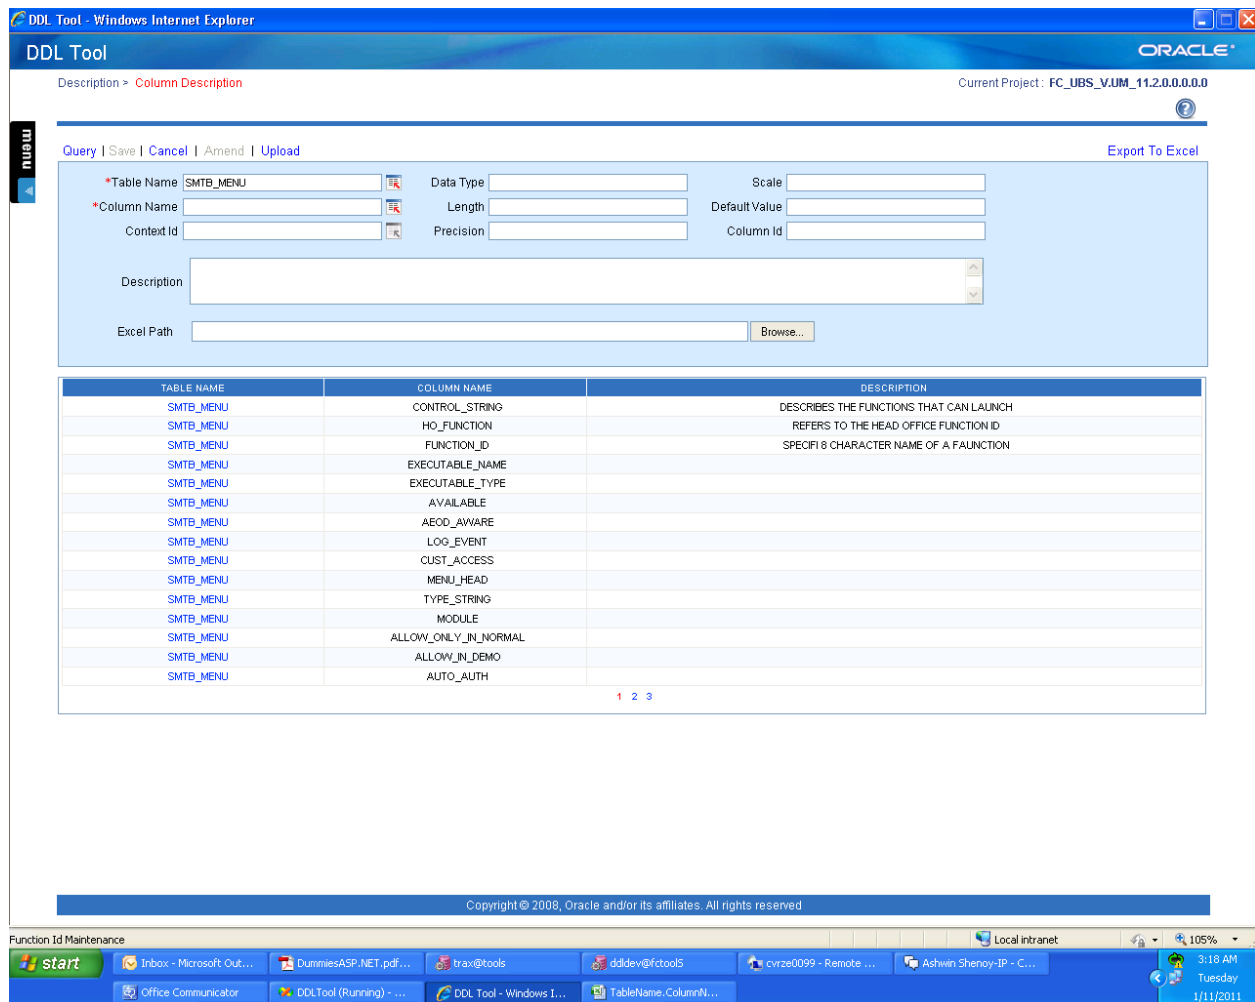 DDL Tool - Windows Internet Explorer
DDL Tool
ORACLE
Description > Column Description
Current Project : FC_UBS_V.UM_11.2.0.0.0.0.0
menu
Query | Save | Cancel | Amend | Upload
Export To Excel
*Table Name SMTB_MENU Data Type Scale
*Column Name Length Default Value
Context Id Precision Column Id
Description
Excel Path Browse...
TABLE NAME COLUMN NAME DESCRIPTION
SMTB_MENU CONTROL_STRING DESCRIBES THE FUNCTIONS THAT CAN LAUNCH
SMTB_MENU HO_FUNCTION REFERS TO THE HEAD OFFICE FUNCTION ID
SMTB_MENU FUNCTION_ID SPECIFI 8 CHARACTER NAME OF A FAUNCTION
SMTB_MENU EXECUTABLE_NAME
SMTB_MENU EXECUTABLE_TYPE
SMTB_MENU AVAILABLE
SMTB_MENU AEOD_AWARE
SMTB_MENU LOG_EVENT
SMTB_MENU CUST_ACCESS
SMTB_MENU MENU_HEAD
SMTB_MENU TYPE_STRING
SMTB_MENU MODULE
SMTB_MENU ALLOW_ONLY_IN_NORMAL
SMTB_MENU ALLOW_IN_DEMO
SMTB_MENU AUTO_AUTH
1 2 3
Copyright © 2008, Oracle and/or its affiliates. All rights reserved
Function Id Maintenance
Local intranet
105%
start
Inbox - Microsoft Out...
DummiesASP.NET.pdf...
trax@tools
ddldev@fctool5
cvrze0099 - Remote ...
Ashwin Shenoy-IP - C...
3:18 AM
Office Communicator
DDLTool (Running) - ...
DDL Tool - Windows I...
TableName.ColumnN...
Tuesday
1/11/2011